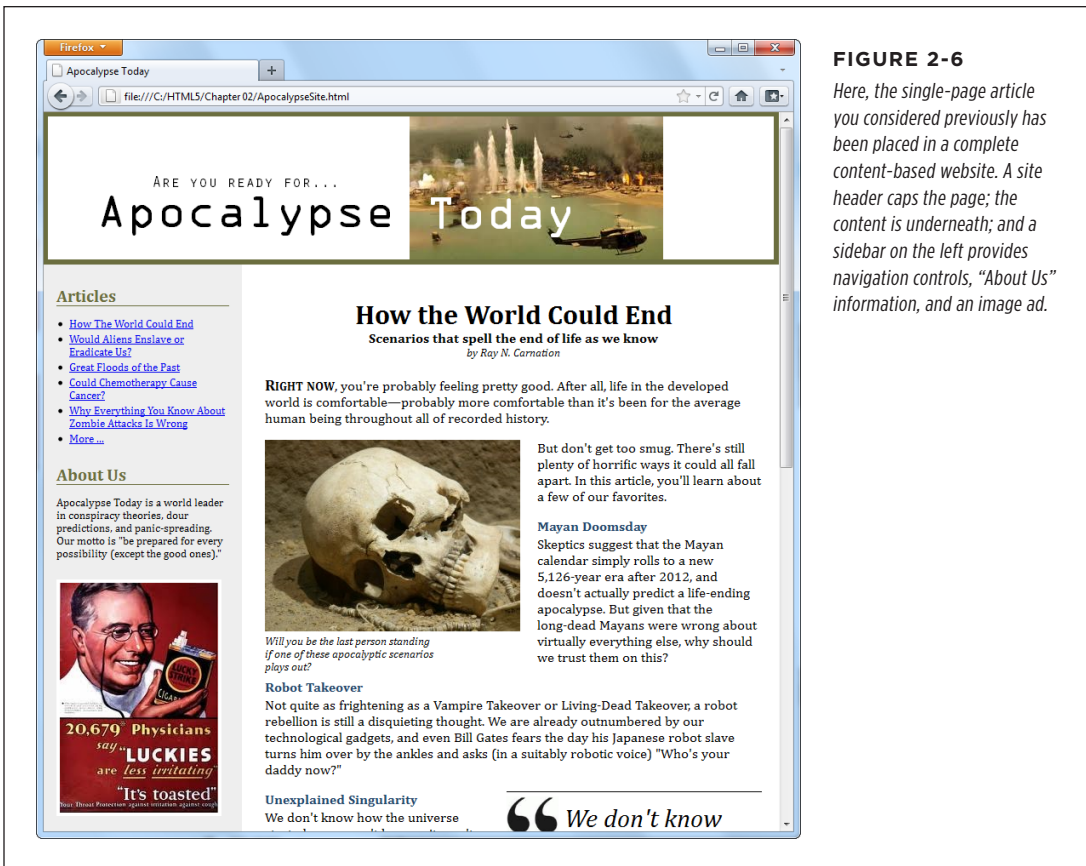 Firefox
Apocalypse Today
file:///C:/HTML5/Chapter 02/ApocalypseSite.html
ARE YOU READY FOR...
Apocalypse Today
Articles
How The World Could End
Would Aliens Enslave or
Eradicate Us?
Great Floods of the Past
Could Chemotherapy Cause
Cancer?
Why Everything You Know About
Zombie Attacks Is Wrong
More ...
About Us
Apocalypse Today is a world leader
in conspiracy theories, dour
predictions, and panic-spreading.
Our motto is "be prepared for every
possibility (except the good ones)."
LUCKY
STRIKE
20,679 Physicians
say "LUCKIES
are less irritating"
"It's toasted"
Your Throat Protection against irritation against cough
How the World Could End
Scenarios that spell the end of life as we know
by Ray N. Carnation
RIGHT NOW, you're probably feeling pretty good. After all, life in the developed
world is comfortable—probably more comfortable than it's been for the average
human being throughout all of recorded history.
But don't get too smug. There's still
plenty of horrific ways it could all fall
apart. In this article, you'll learn about
a few of our favorites.
Mayan Doomsday
Skeptics suggest that the Mayan
calendar simply rolls to a new
5,126-year era after 2012, and
doesn't actually predict a life-ending
apocalypse. But given that the
long-dead Mayans were wrong about
virtually everything else, why should
we trust them on this?
Will you be the last person standing
if one of these apocalyptic scenarios
plays out?
Robot Takeover
Not quite as frightening as a Vampire Takeover or Living-Dead Takeover, a robot
rebellion is still a disquieting thought. We are already outnumbered by our
technological gadgets, and even Bill Gates fears the day his Japanese robot slave
turns him over by the ankles and asks (in a suitably robotic voice) "Who's your
daddy now?"
Unexplained Singularity
We don't know how the universe
“ We don't know
FIGURE 2-6
Here, the single-page article
you considered previously has
been placed in a complete
content-based website. A site
header caps the page; the
content is underneath; and a
sidebar on the left provides
navigation controls, “About Us”
information, and an image ad.